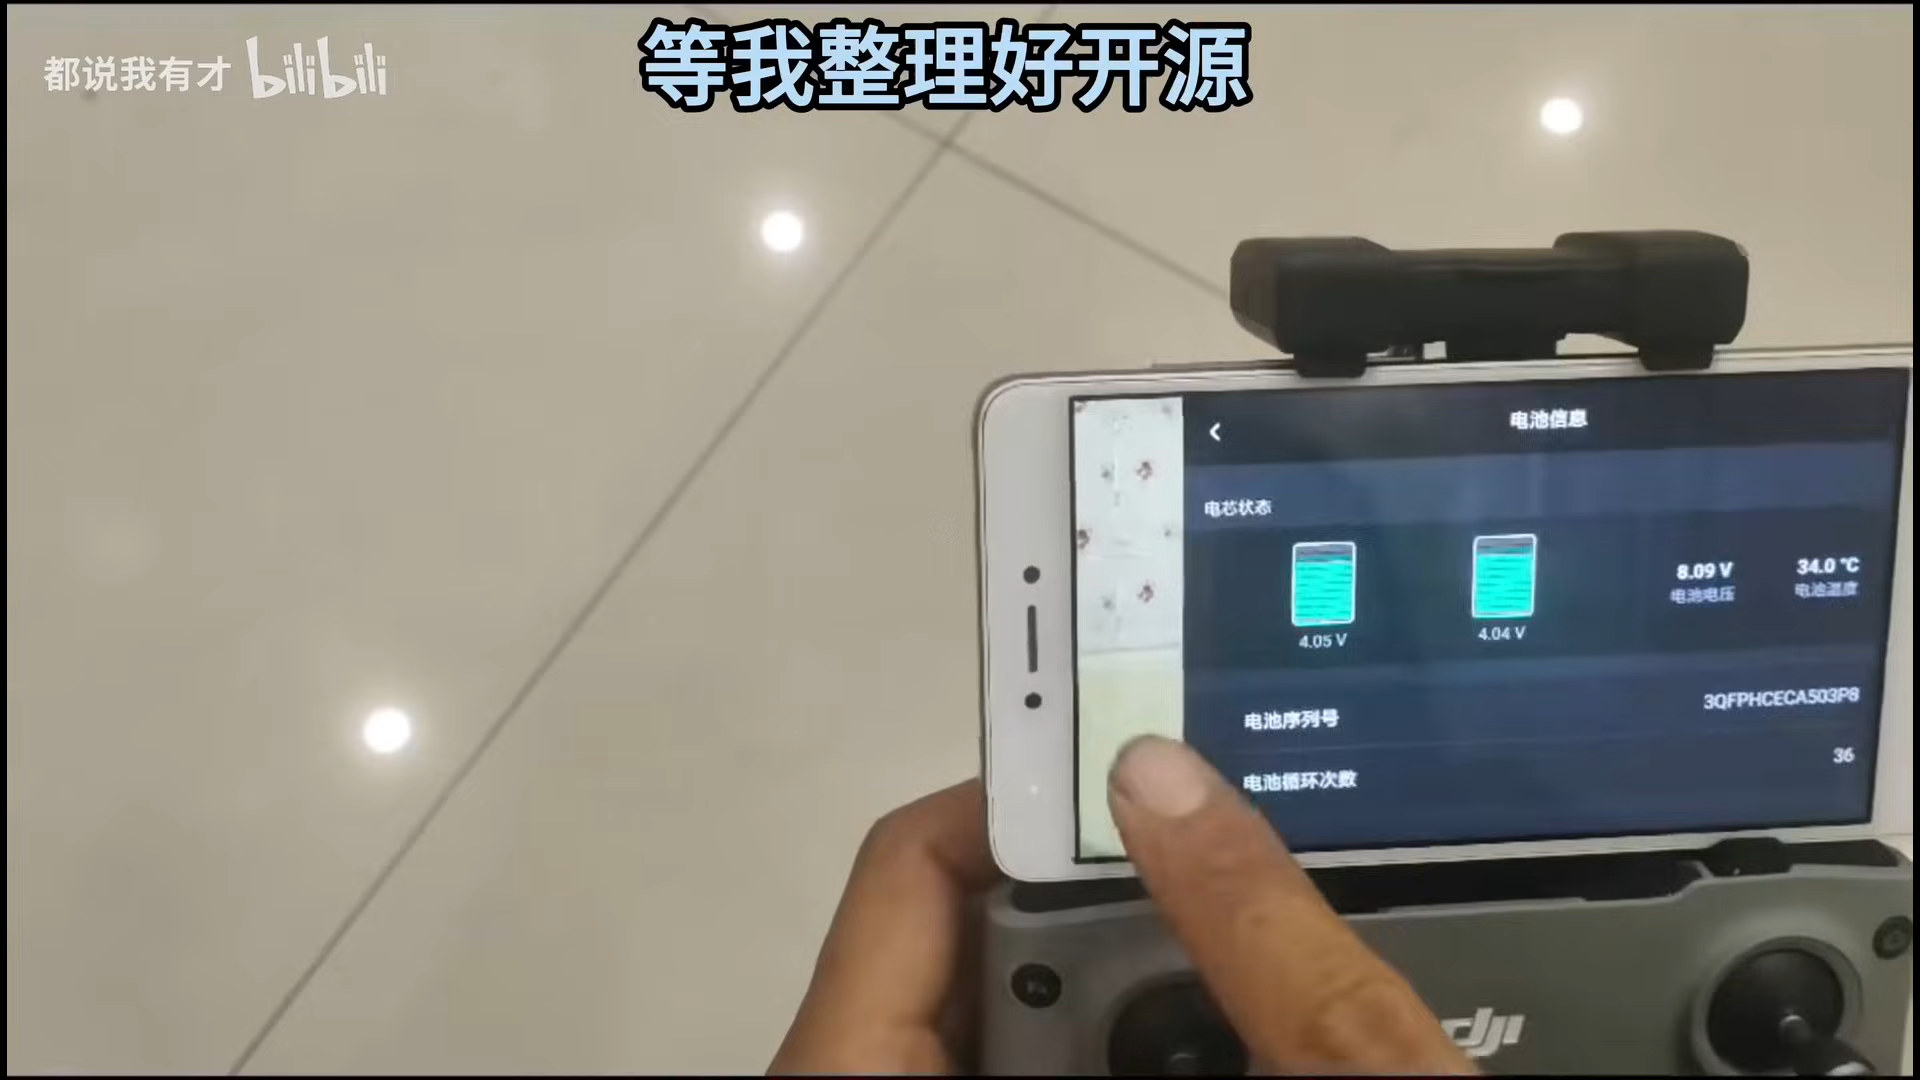 都说我有才 bilibili
等我整理好开源
电池信息
电芯状态
4.05 V
4.04 V
8.09 V
电池电压
34.0 ℃
电池温度
电池序列号
3QFPHCECA503P8
电池循环次数
36
dji